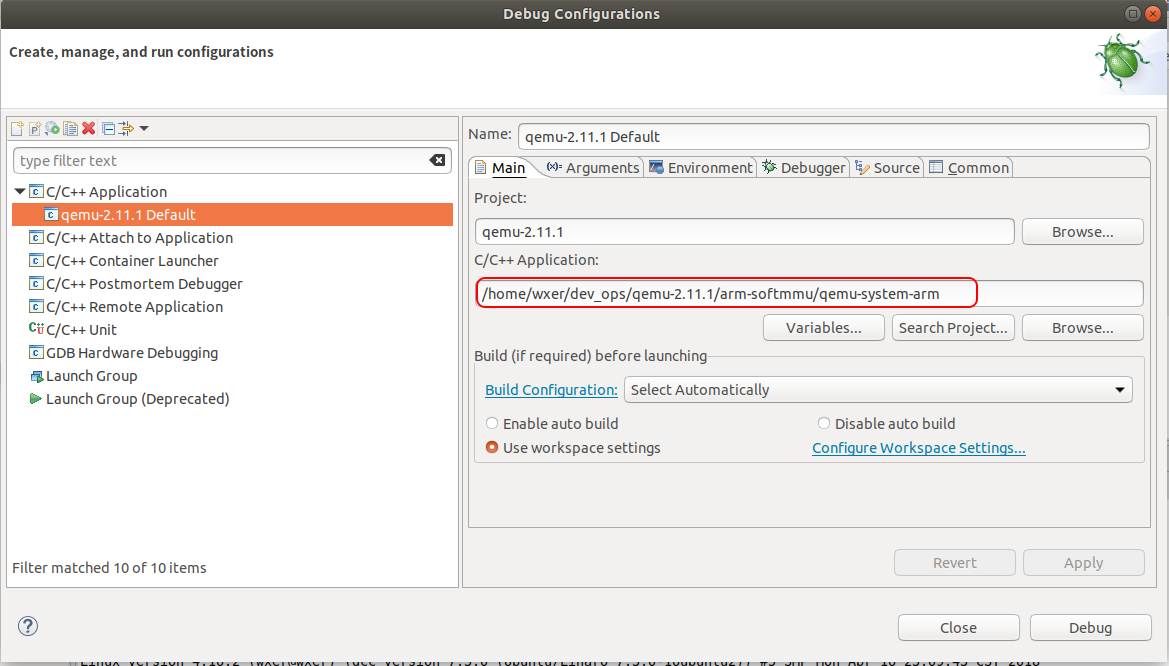 Debug Configurations
Create, manage, and run configurations
type filter text
C/C++ Application
qemu-2.11.1 Default
C/C++ Attach to Application
C/C++ Container Launcher
C/C++ Postmortem Debugger
C/C++ Remote Application
C/C++ Unit
GDB Hardware Debugging
Launch Group
Launch Group (Deprecated)
Filter matched 10 of 10 items
Name: qemu-2.11.1 Default
Main (x)= Arguments Environment Debugger Source Common
Project:
qemu-2.11.1 Browse...
C/C++ Application:
/home/wxer/dev_ops/qemu-2.11.1/arm-softmmu/qemu-system-arm
Variables... Search Project... Browse...
Build (if required) before launching
Build Configuration: Select Automatically
Enable auto build Disable auto build
Use workspace settings Configure Workspace Settings...
Revert Apply
? Close Debug